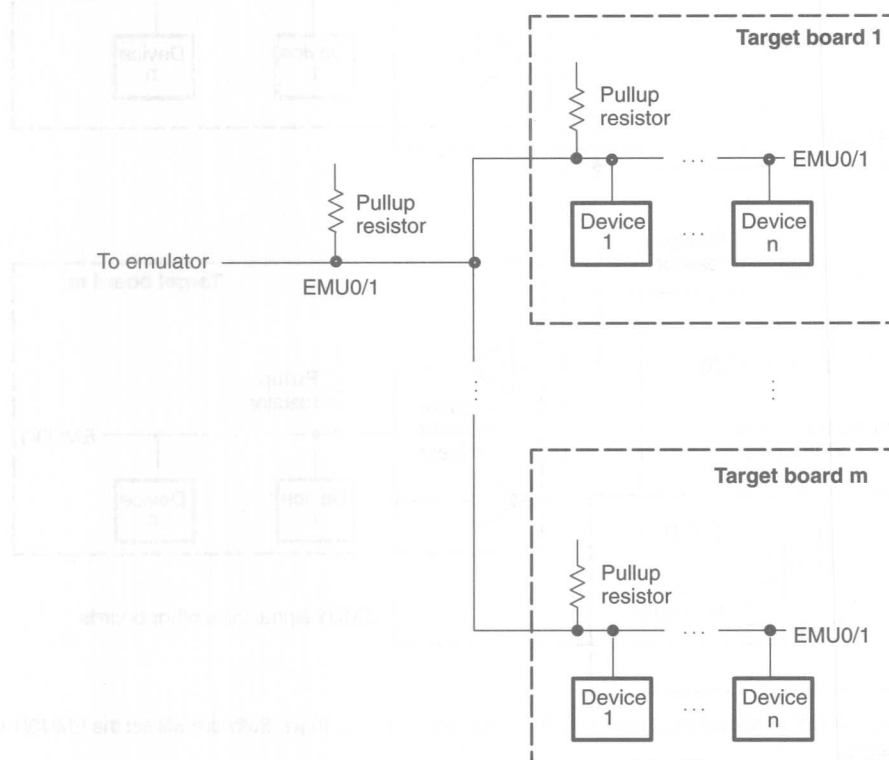 Target board 1
Pullup
resistor
EMU0/1
Device
1
...
Device
n
Pullup
resistor
To emulator
EMU0/1
...
...
Target board m
Pullup
resistor
EMU0/1
Device
1
...
Device
n